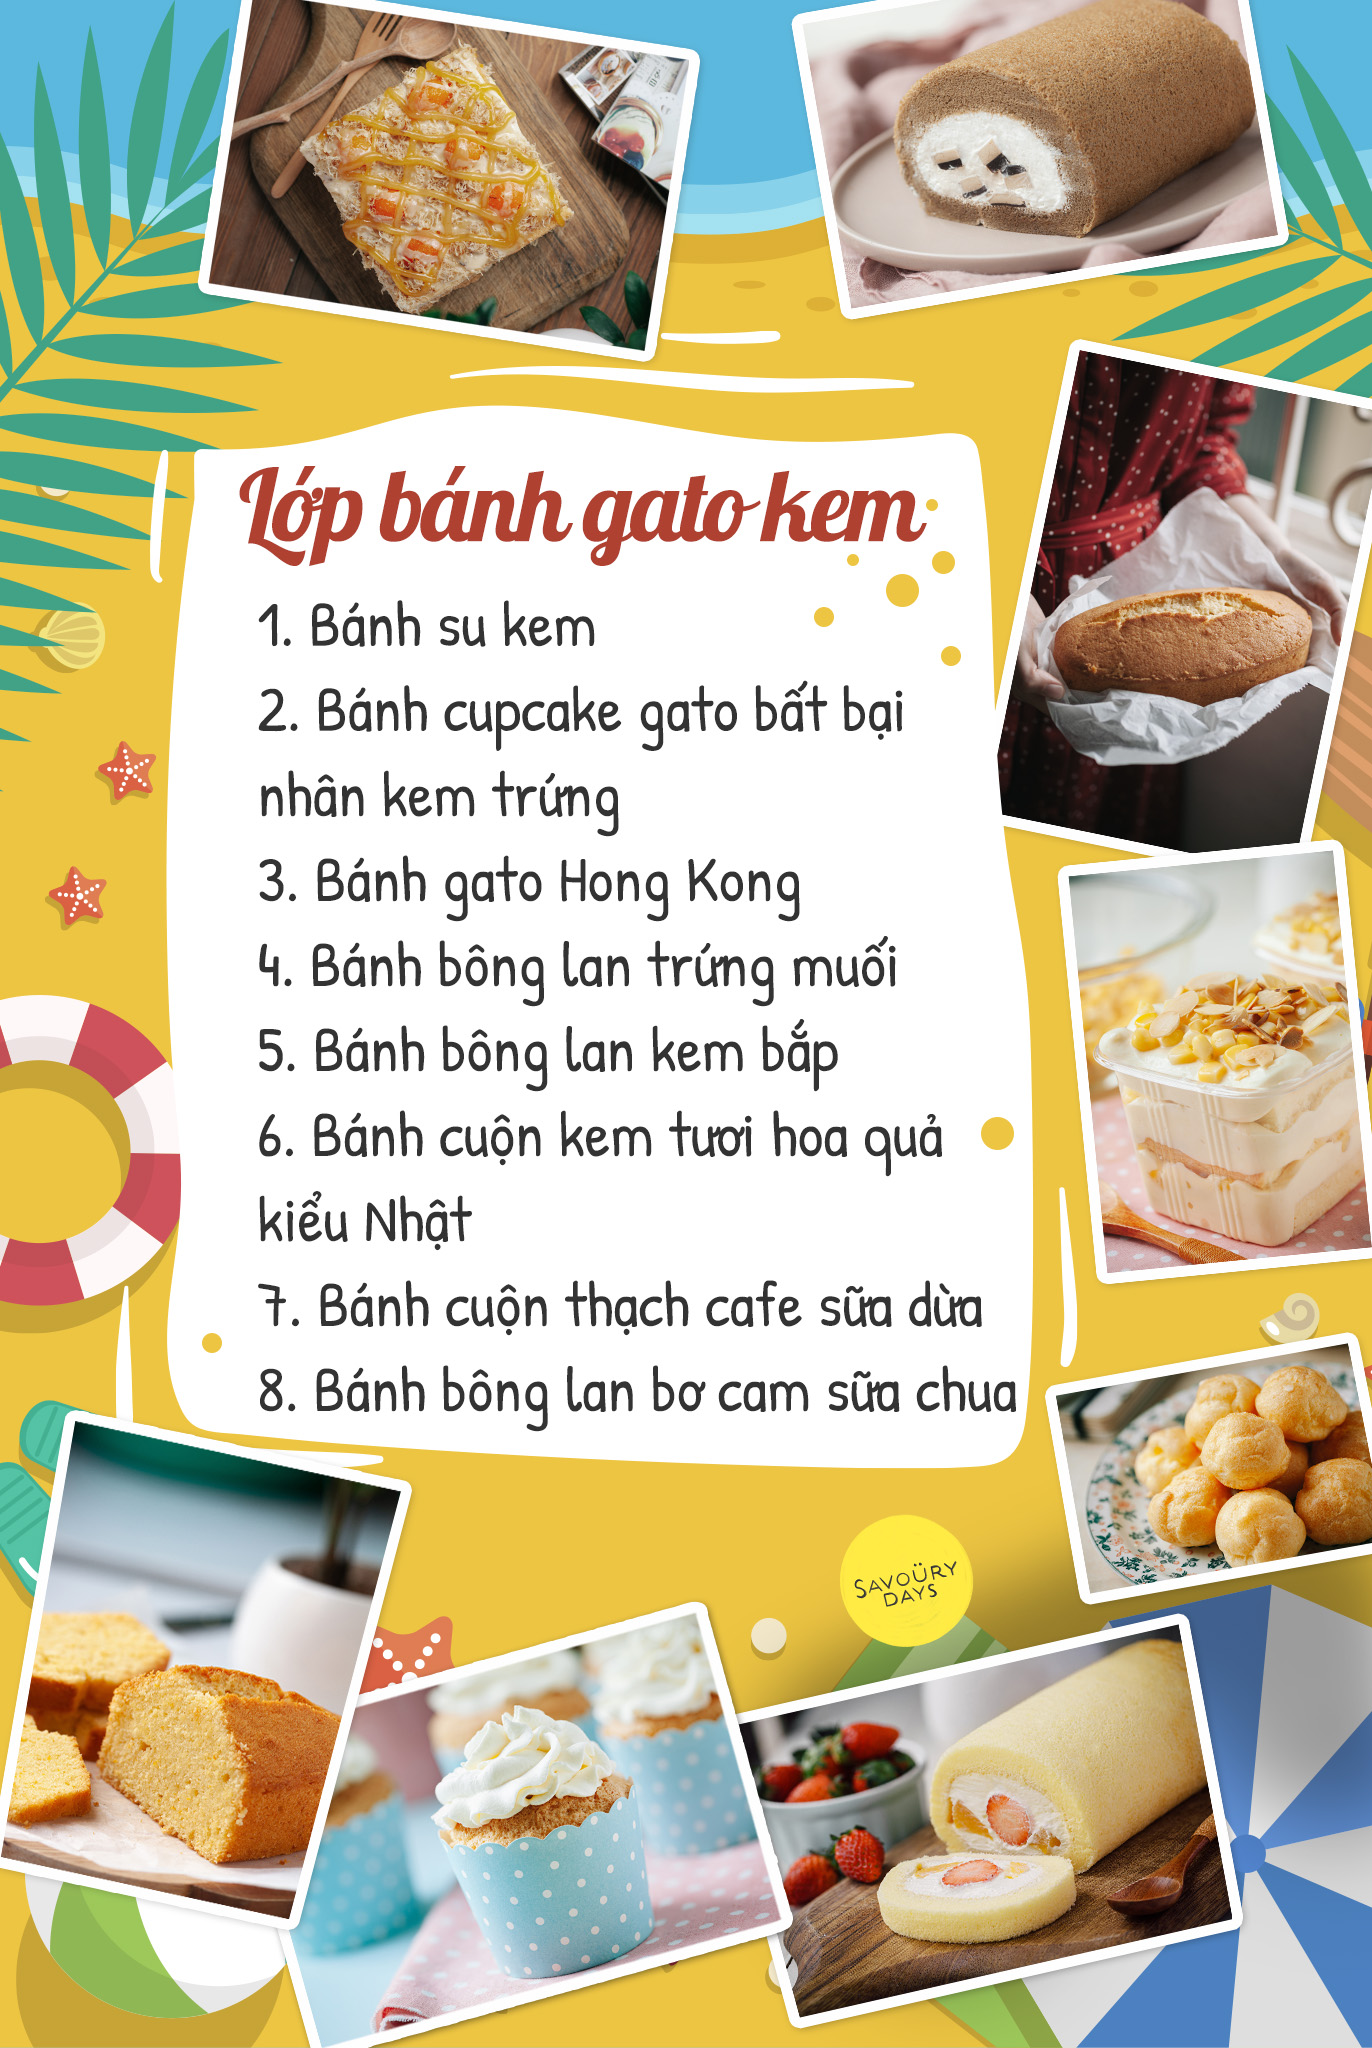 Lớp bánh gato kem
1. Bánh su kem
2. Bánh cupcake gato bất bại
nhân kem trứng
3. Bánh gato Hong Kong
4. Bánh bông lan trứng muối
5. Bánh bông lan kem bắp
6. Bánh cuộn kem tươi hoa quả
kiểu Nhật
7. Bánh cuộn thạch cafe sữa dừa
8. Bánh bông lan bơ cam sữa chua
SAVOÜRY
DAYS